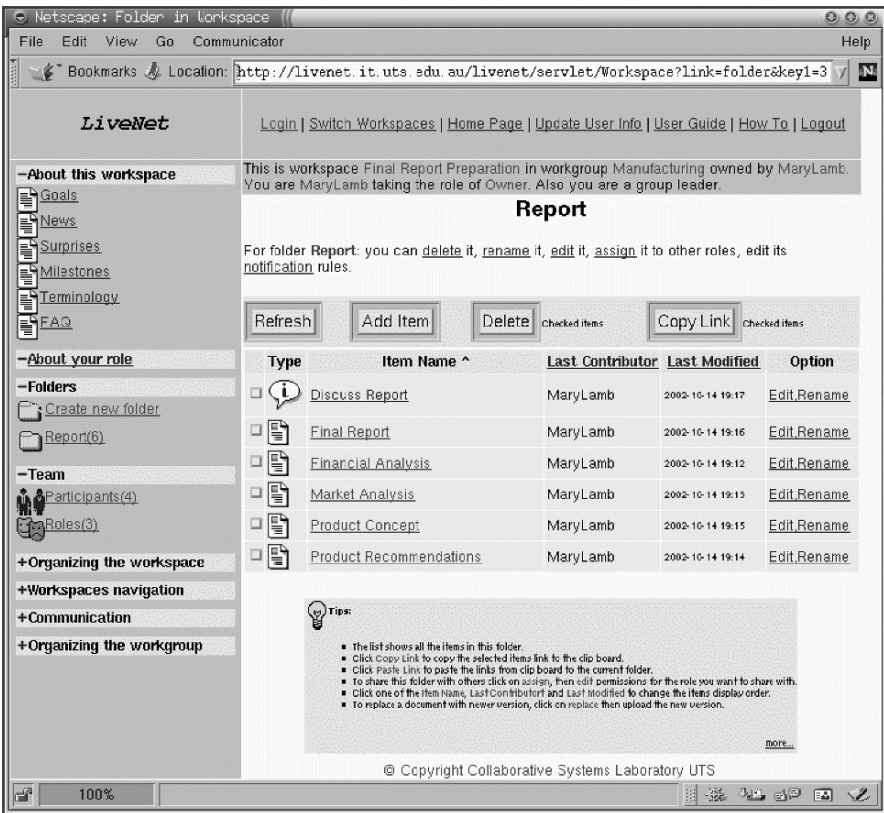 Netscape: Folder in Workspace
File Edit View Go Communicator Help
Bookmarks Location: http://livenet.it.uts.edu.au/livenet/servlet/Workspace?link=folder&key1=3 N
LiveNet
Login | Switch Workspaces | Home Page | Update User Info | User Guide | How To | Logout
This is workspace Final Report Preparation in workgroup Manufacturing owned by MaryLamb.
You are MaryLamb taking the role of Owner. Also you are a group leader.
−About this workspace
Goals
News
Surprises
Milestones
Terminology
FAQ
−About your role
−Folders
Create new folder
Report(6)
−Team
Participants(4)
Roles(3)
+Organizing the workspace
+Workspaces navigation
+Communication
+Organizing the workgroup
Report
For folder Report: you can delete it, rename it, edit it, assign it to other roles, edit its
notification rules.
Refresh Add Item Delete Checked items Copy Link Checked items
Type Item Name ^ Last Contributor Last Modified Option
Discuss Report MaryLamb 2002-10-14 19:17 Edit,Rename
Final Report MaryLamb 2002-10-14 19:16 Edit,Rename
Financial Analysis MaryLamb 2002-10-14 19:12 Edit,Rename
Market Analysis MaryLamb 2002-10-14 19:13 Edit,Rename
Product Concept MaryLamb 2002-10-14 19:15 Edit,Rename
Product Recommendations MaryLamb 2002-10-14 19:14 Edit,Rename
Tips:
The list shows all the items in this folder.
Click Copy Link to copy the selected items link to the clip board.
Click Paste Link to paste the links from clip board to the current folder.
To share this folder with others click on assign, then edit permissions for the role you want to share with.
Click one of the Item Name, Last Contributort and Last Modified to change the items display order.
To replace a document with newer version, click on replace then upload the new version.
more...
© Copyright Collaborative Systems Laboratory UTS
100%